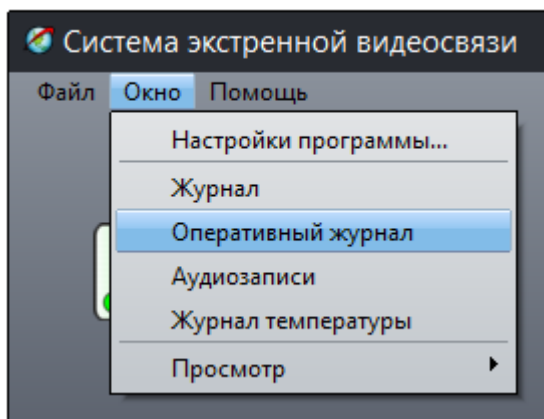 Система экстренной видеосвязи
Файл Окно Помощь
Настройки программы...
Журнал
Оперативный журнал
Аудиозаписи
Журнал температуры
Просмотр